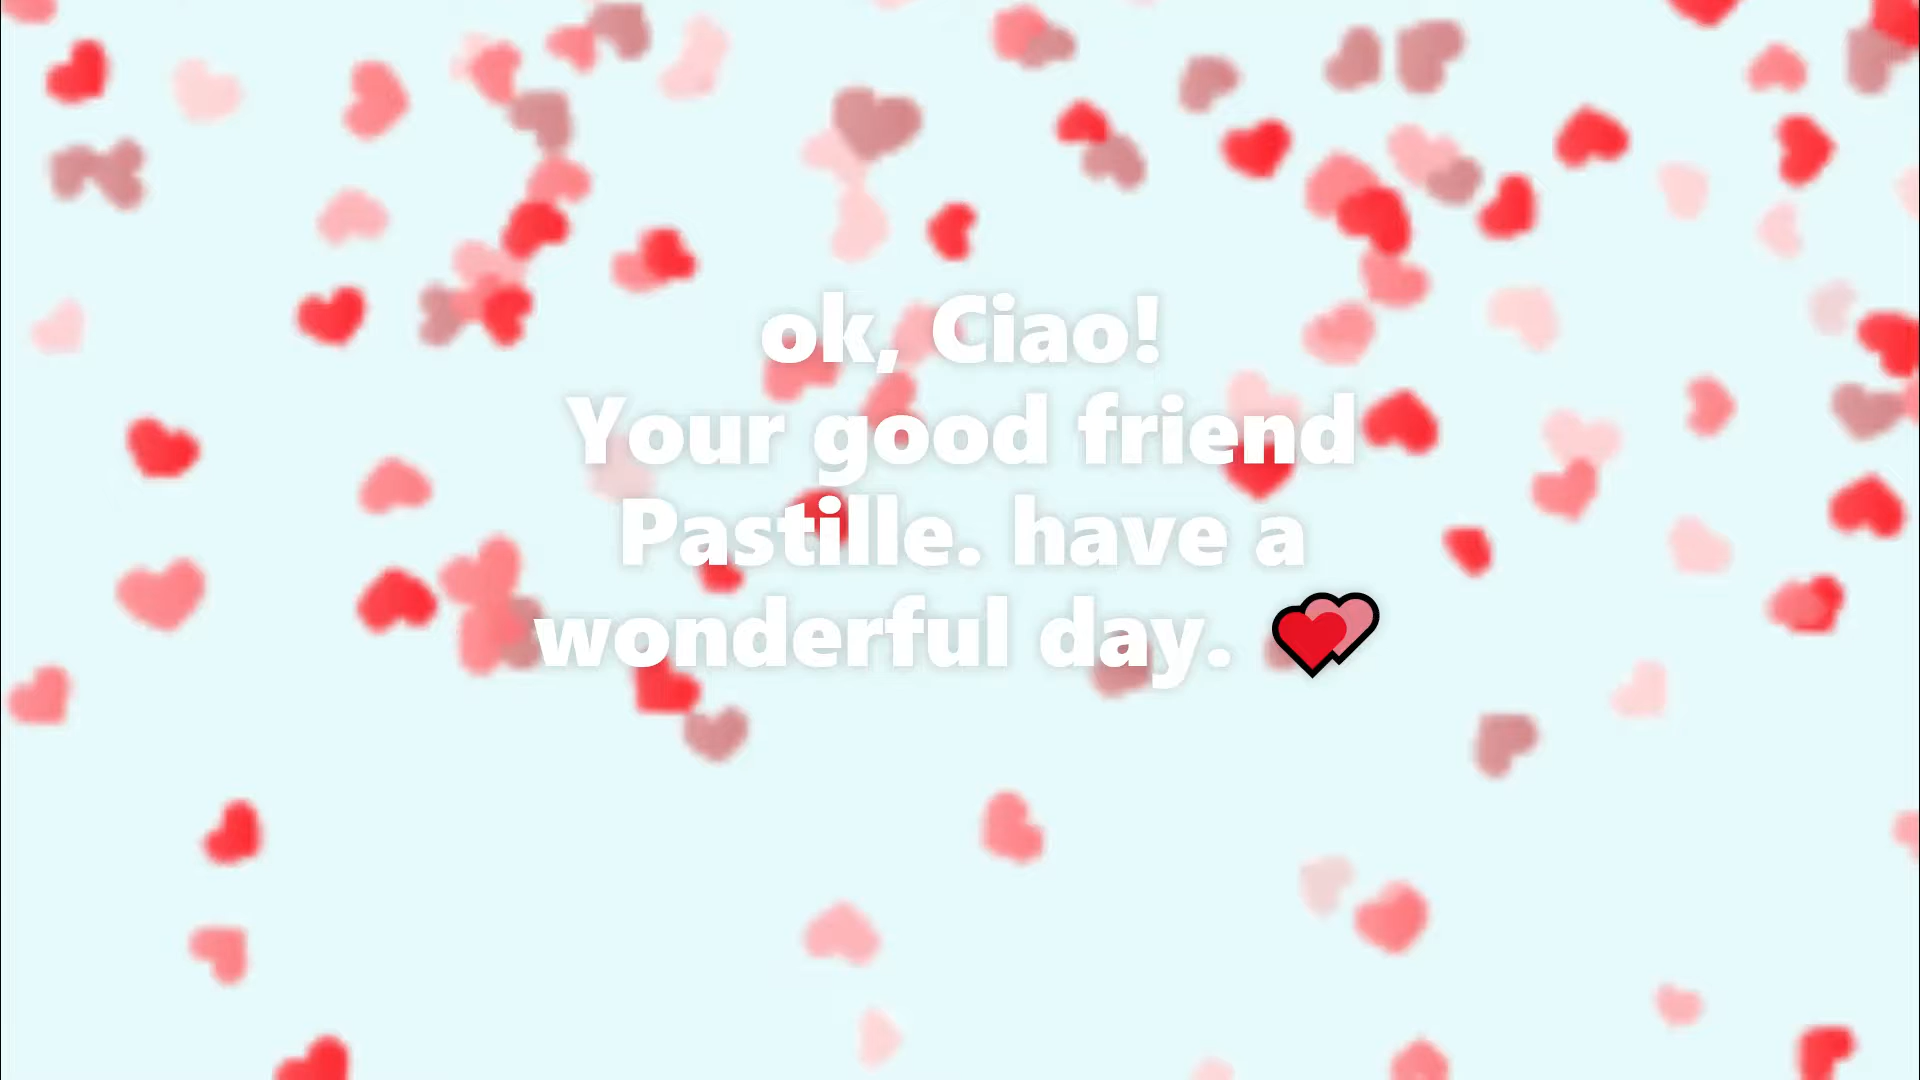 ok, Ciao!
Your good friend
Pastille. have a
wonderful day. 💕